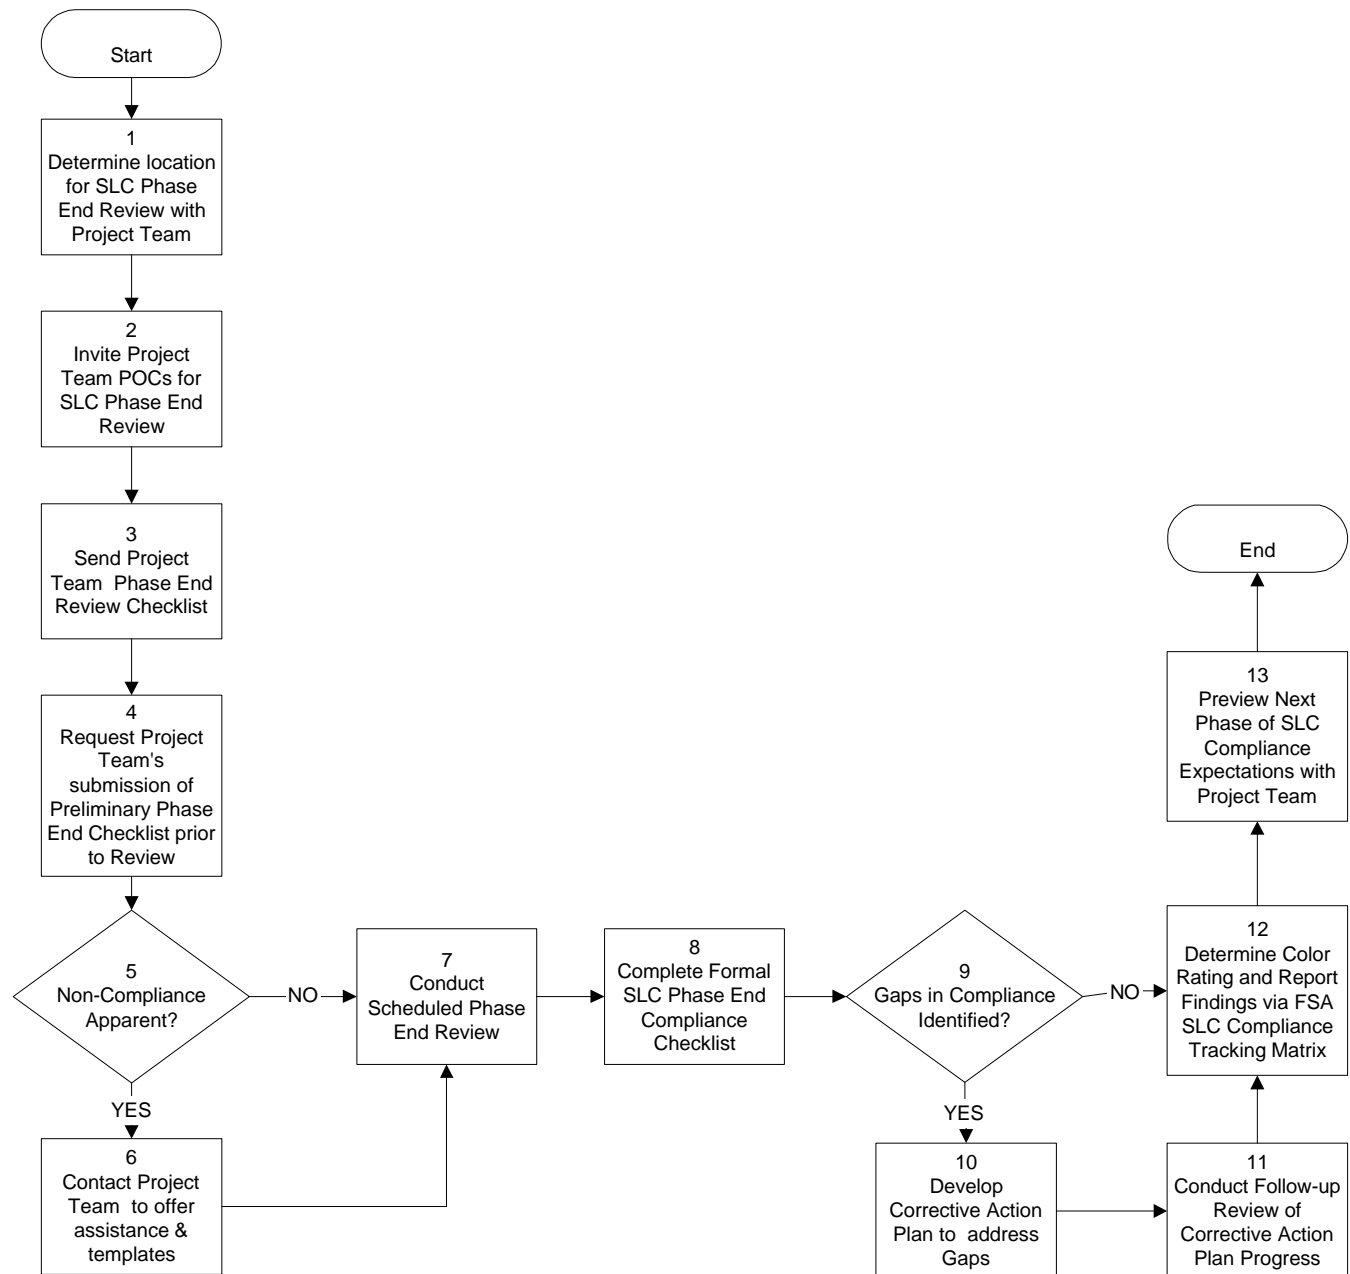 Start
1
Determine location
for SLC Phase
End Review with
Project Team
2
Invite Project
Team POCs for
SLC Phase End
Review
3
Send Project
Team  Phase End
Review Checklist
4
Request Project
Team's
submission of
Preliminary Phase
End Checklist prior
to Review
5
Non-Compliance
Apparent?
NO
YES
6
Contact Project
Team  to offer
assistance &
templates
7
Conduct
Scheduled Phase
End Review
8
Complete Formal
SLC Phase End
Compliance
Checklist
9
Gaps in Compliance
Identified?
NO
YES
10
Develop
Corrective Action
Plan to  address
Gaps
11
Conduct Follow-up
Review of
Corrective Action
Plan Progress
12
Determine Color
Rating and Report
Findings via FSA
SLC Compliance
Tracking Matrix
13
Preview Next
Phase of SLC
Compliance
Expectations with
Project Team
End